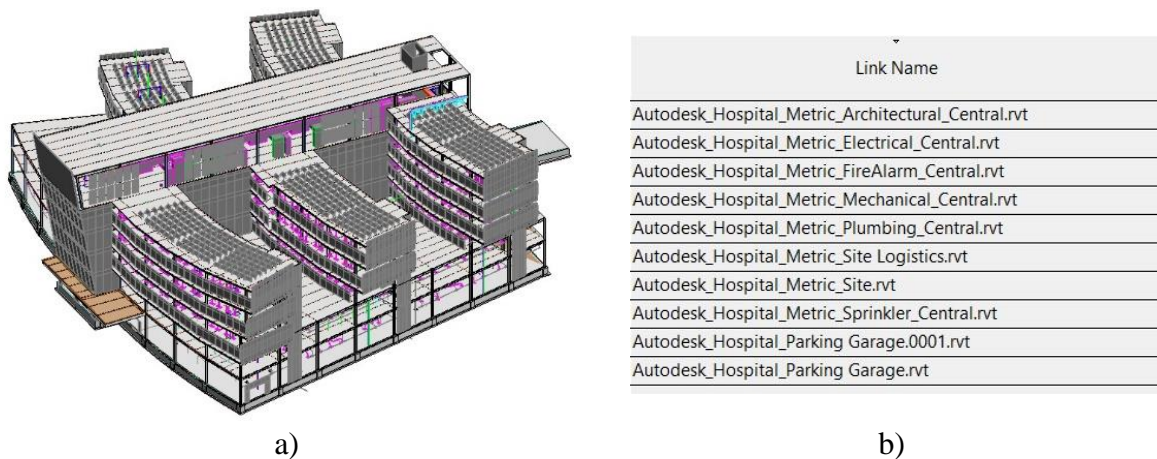 Link Name
Autodesk_Hospital_Metric_Architectural_Central.rvt
Autodesk_Hospital_Metric_Electrical_Central.rvt
Autodesk_Hospital_Metric_FireAlarm_Central.rvt
Autodesk_Hospital_Metric_Mechanical_Central.rvt
Autodesk_Hospital_Metric_Plumbing_Central.rvt
Autodesk_Hospital_Metric_Site Logistics.rvt
Autodesk_Hospital_Metric_Site.rvt
Autodesk_Hospital_Metric_Sprinkler_Central.rvt
Autodesk_Hospital_Parking Garage.0001.rvt
Autodesk_Hospital_Parking Garage.rvt
a)
b)